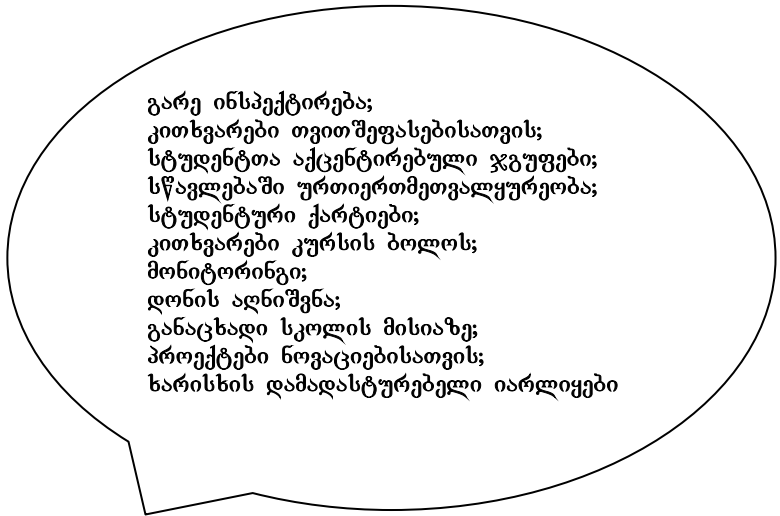 გარე ინსპექტირება;
კითხვარები თვითშეფასებისათვის;
სტუდენტთა აქცენტირებული ჯგუფები;
სწავლებაში ურთიერთმეთვალყურეობა;
სტუდენტური ქარტიები;
კითხვარები კურსის ბოლოს;
მონიტორინგი;
დონის აღნიშვნა;
განაცხადი სკოლის მისიაზე;
პროექტები ნოვაციებისათვის;
ხარისხის დამადასტურებელი იარლიყები